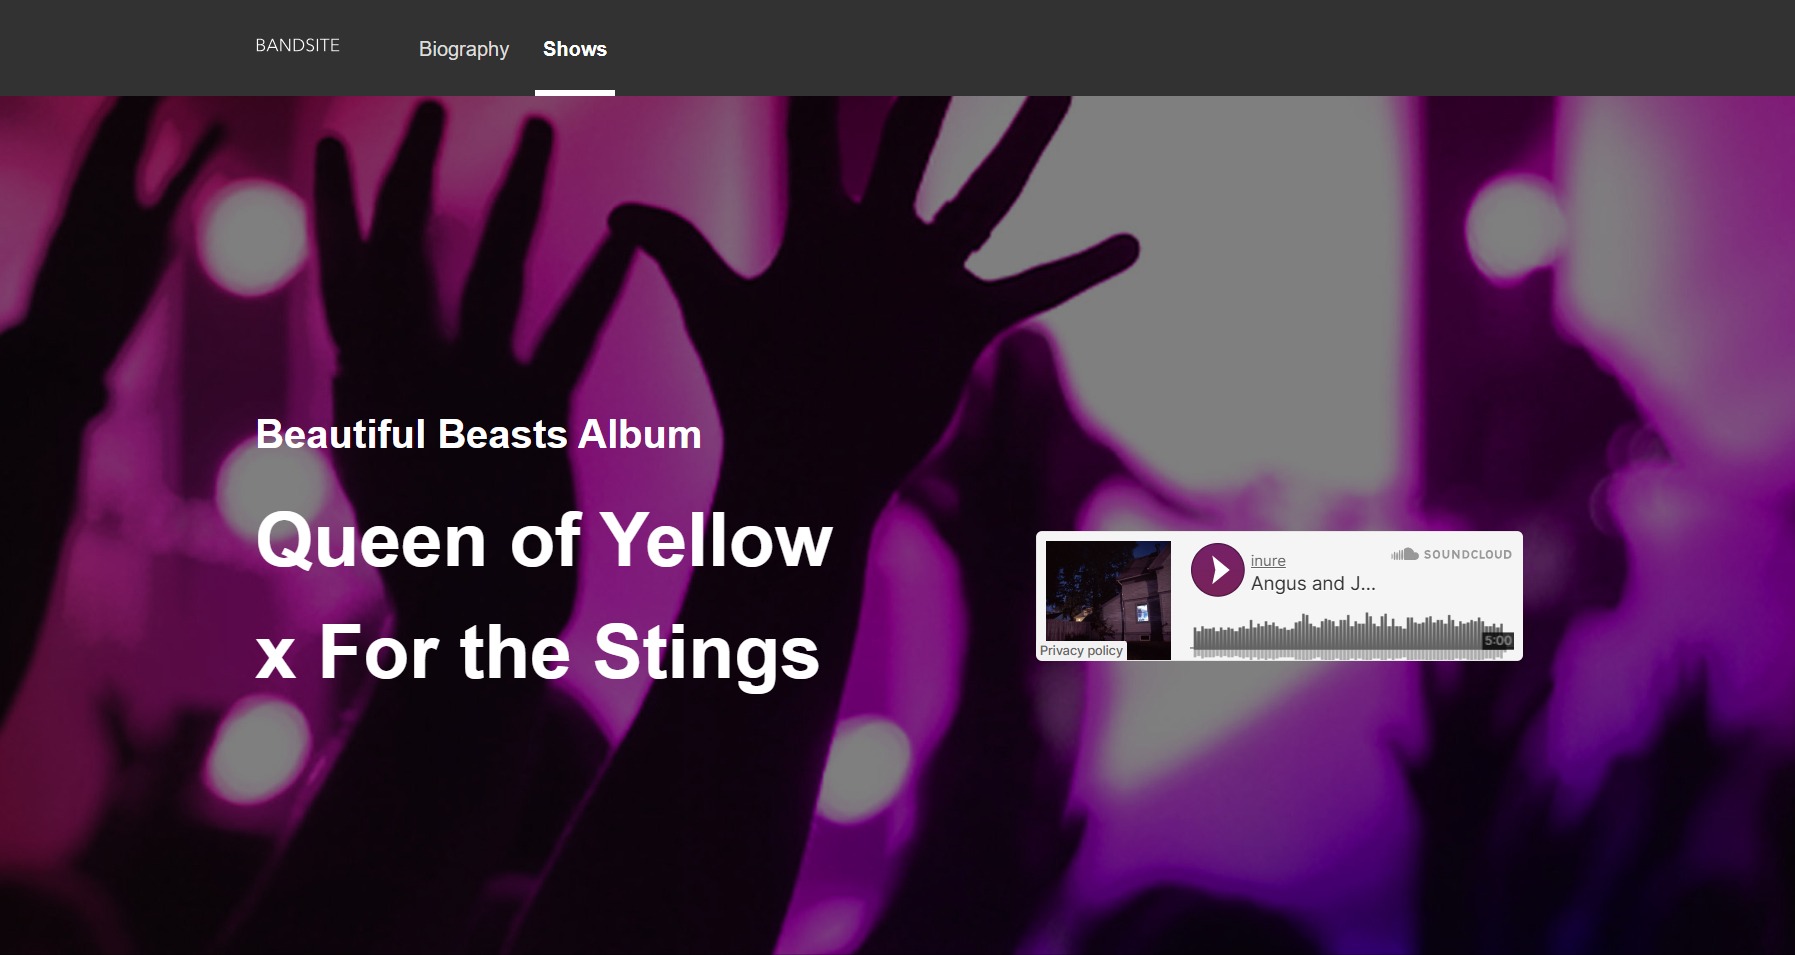 BANDSITE
Biography
Shows
Beautiful Beasts Album
Queen of Yellow
x For the Stings
inure
SOUNDCLOUD
Angus and J...
5:00
Privacy policy